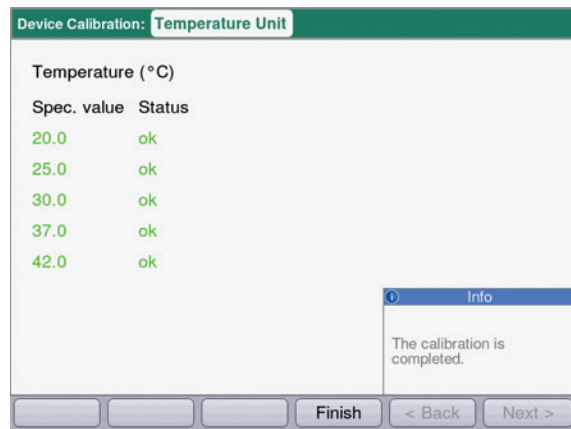 Device Calibration: Temperature Unit
Temperature (°C)
Spec. value Status
20.0 ok
25.0 ok
30.0 ok
37.0 ok
42.0 ok
i Info
The calibration is
completed.
Finish < Back Next >